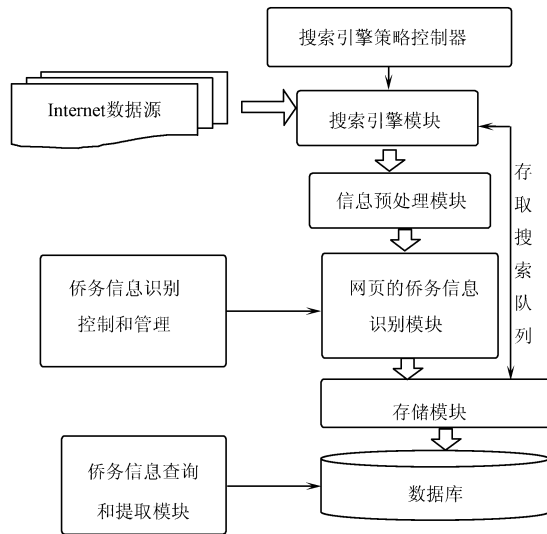 搜索引擎策略控制器
Internet数据源
搜索引擎模块
信息预处理模块
存取搜索队列
侨务信息识别
控制和管理
网页的侨务信息
识别模块
存储模块
侨务信息查询
和提取模块
数据库